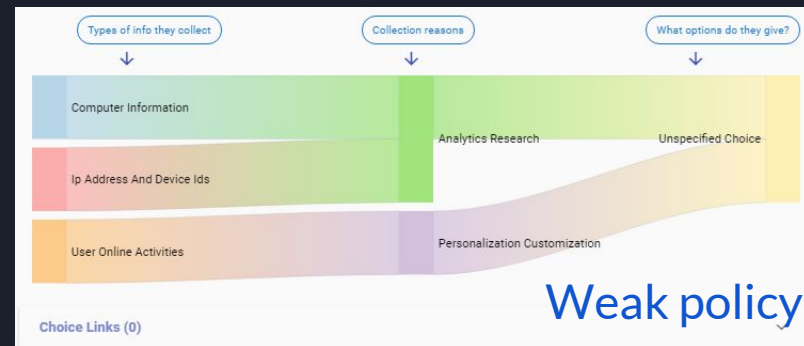 Types of info they collect
Collection reasons
What options do they give?
Computer Information
Analytics Research
Unspecified Choice
Ip Address And Device Ids
User Online Activities
Personalization Customization
Weak policy
Choice Links (0)